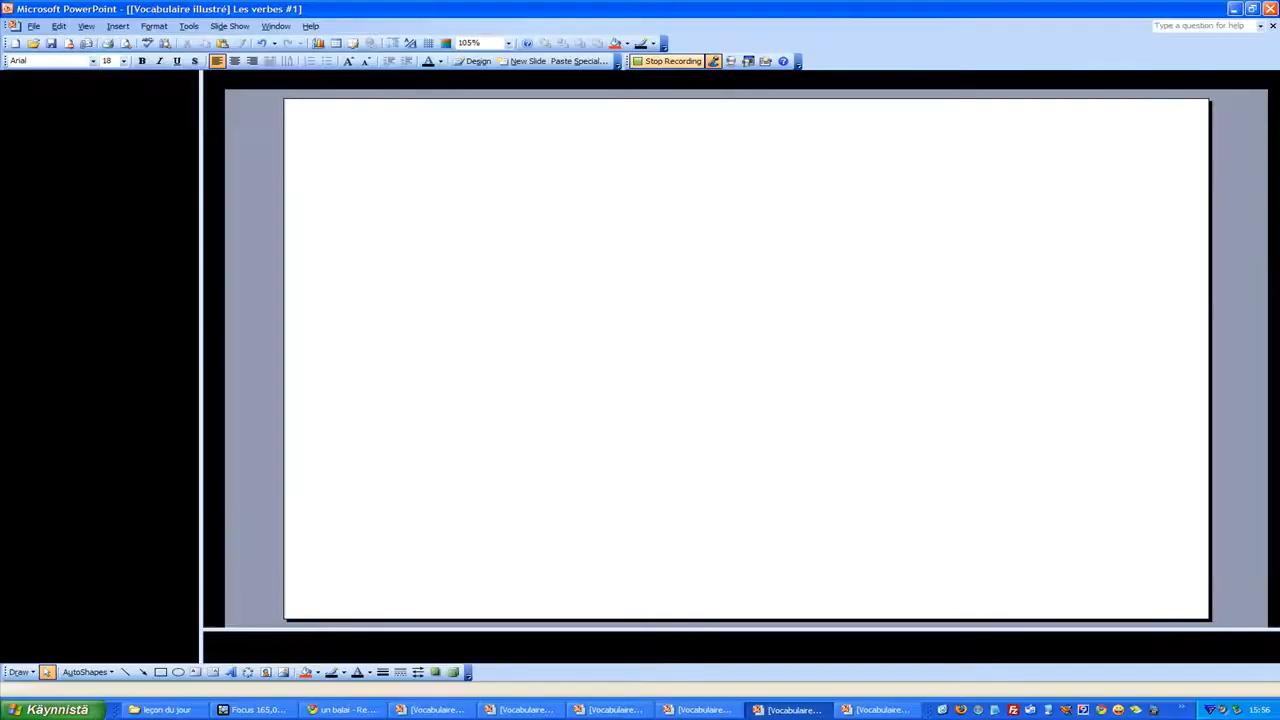 Microsoft PowerPoint - [[Vocabulaire illustré] Les verbes #1]
File Edit View Insert Format Tools Slide Show Window Help
Type a question for help
105%
Arial 18 B I U S Design New Slide Paste Special... Stop Recording
Draw AutoShapes
Käynnistä leçon du jour Focus 165,0... un balai - Re... [Vocabulaire... [Vocabulaire... [Vocabulaire... [Vocabulaire... [Vocabulaire... [Vocabulaire... 15:56